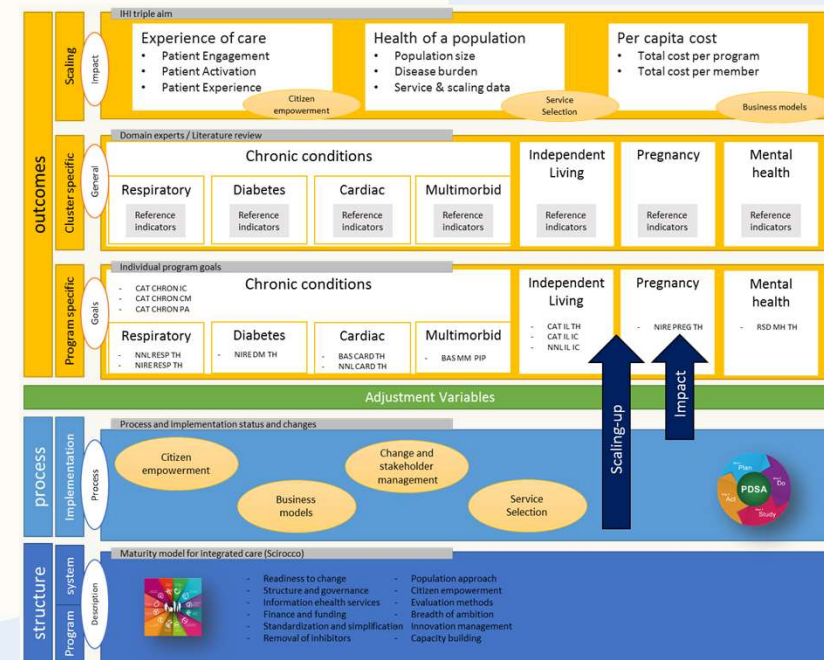 IHI triple aim
outcomes
Scaling
Impact
Experience of care
• Patient Engagement
• Patient Activation
• Patient Experience
Citizen
empowerment
Health of a population
• Population size
• Disease burden
• Service & scaling data
Service
Selection
Per capita cost
• Total cost per program
• Total cost per member
Business models
Domain experts / Literature review
Cluster specific
General
Chronic conditions
Respiratory
Reference
indicators
Diabetes
Reference
indicators
Cardiac
Reference
indicators
Multimorbid
Reference
indicators
Independent
Living
Reference
indicators
Pregnancy
Reference
indicators
Mental
health
Reference
indicators
Individual program goals
Program specific
Goals
- CAT CHRON IC
- CAT CHRON CM
- CAT CHRON PA
Chronic conditions
Respiratory
- NNL RESP TH
- NIRE RESP TH
Diabetes
- NIRE DM TH
Cardiac
- BAS CARD TH
- NNL CARD TH
Multimorbid
- BAS MM PIP
Independent
Living
- CAT IL TH
- CAT IL IC
- NNL IL IC
Pregnancy
- NIRE PREG TH
Mental
health
- RSD MH TH
Adjustment Variables
Scaling-up
Impact
Process and implementation status and changes
process
Implementation
Process
Citizen
empowerment
Business
models
Change and
stakeholder
management
Service
Selection
Plan
Do
Study
Act
PDSA
Maturity model for integrated care (Scirocco)
structure
Program
system
Description
- Readiness to change
- Structure and governance
- Information ehealth services
- Finance and funding
- Standardization and simplification
- Removal of inhibitors
- Population approach
- Citizen empowerment
- Evaluation methods
- Breadth of ambition
- Innovation management
- Capacity building